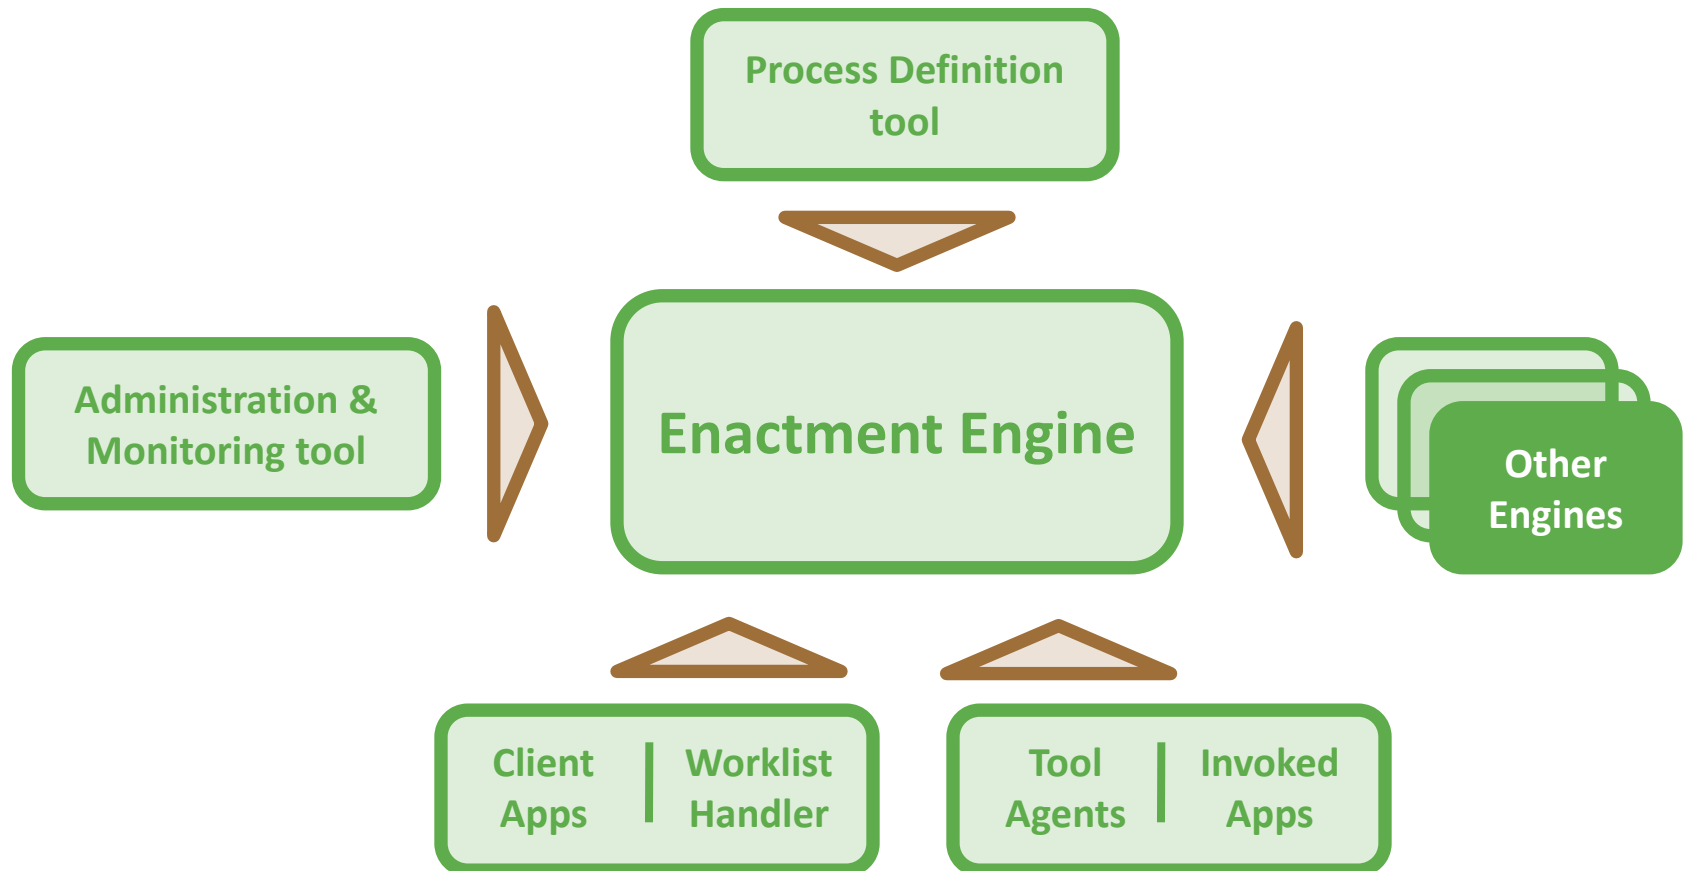 Process Definition
tool
Administration &
Monitoring tool
Enactment Engine
Other
Engines
Client
Apps
Worklist
Handler
Tool
Agents
Invoked
Apps